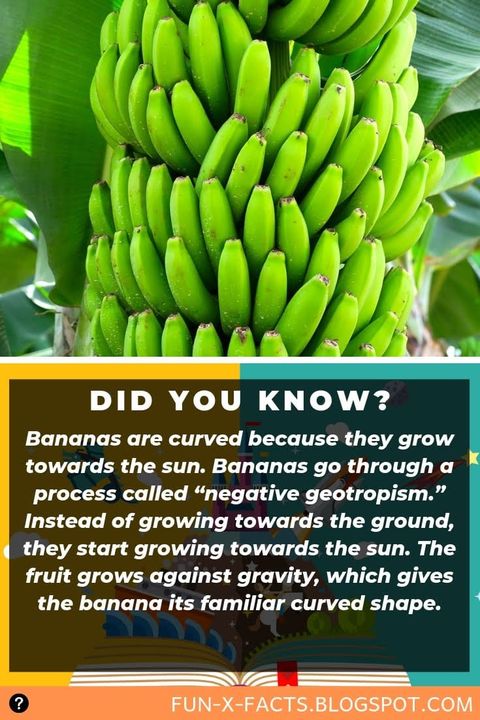 DID YOU KNOW?
Bananas are curved because they grow
towards the sun. Bananas go through a
process called “negative geotropism.”
Instead of growing towards the ground,
they start growing towards the sun. The
fruit grows against gravity, which gives
the banana its familiar curved shape.
? FUN-X-FACTS.BLOGSPOT.COM